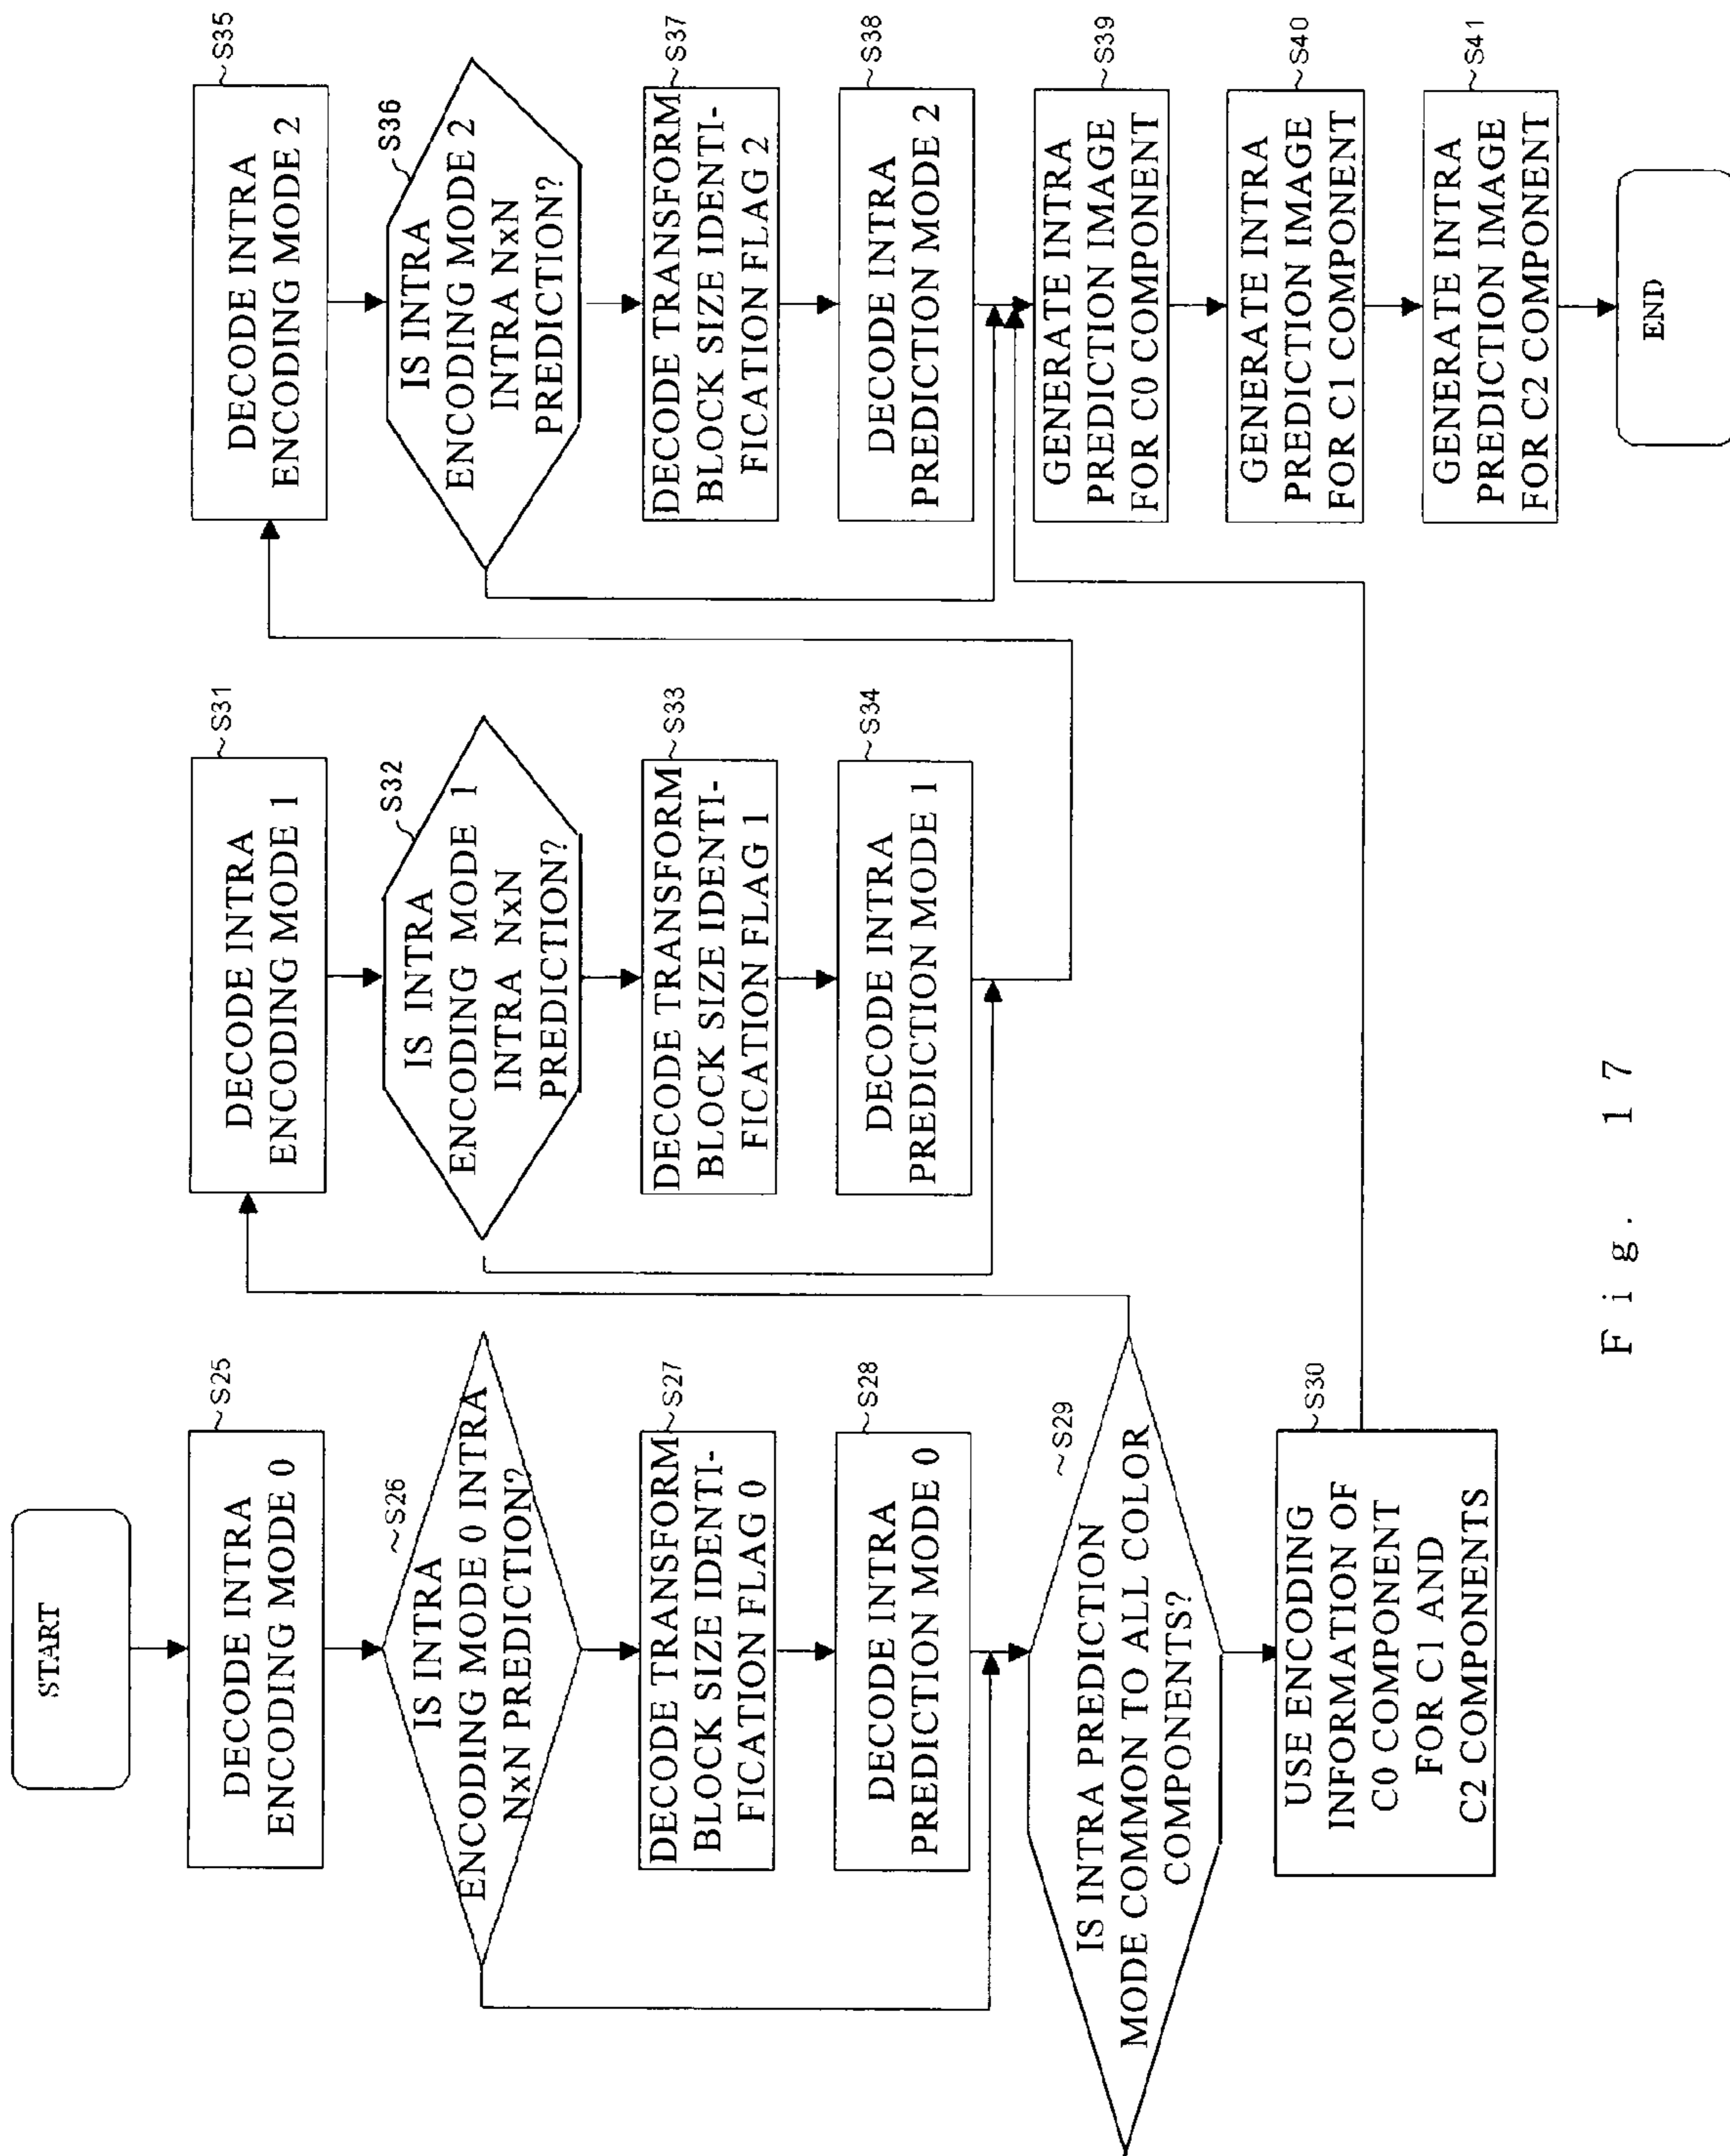 START
DECODE INTRA
ENCODING MODE 0
~S25
IS INTRA
ENCODING MODE 0 INTRA
NxN PREDICTION?
~S26
DECODE TRANSFORM
BLOCK SIZE IDENTI-
FICATION FLAG 0
~S27
DECODE INTRA
PREDICTION MODE 0
~S28
IS INTRA PREDICTION
MODE COMMON TO ALL COLOR
COMPONENTS?
~S29
USE ENCODING
INFORMATION OF
C0 COMPONENT
FOR C1 AND
C2 COMPONENTS
~S30
DECODE INTRA
ENCODING MODE 1
~S31
IS INTRA
ENCODING MODE 1
INTRA NxN
PREDICTION?
S32
DECODE TRANSFORM
BLOCK SIZE IDENTI-
FICATION FLAG 1
~S33
DECODE INTRA
PREDICTION MODE 1
~S34
DECODE INTRA
ENCODING MODE 2
~S35
IS INTRA
ENCODING MODE 2
INTRA NxN
PREDICTION?
S36
DECODE TRANSFORM
BLOCK SIZE IDENTI-
FICATION FLAG 2
~S37
DECODE INTRA
PREDICTION MODE 2
~S38
GENERATE INTRA
PREDICTION IMAGE
FOR C0 COMPONENT
~S39
GENERATE INTRA
PREDICTION IMAGE
FOR C1 COMPONENT
~S40
GENERATE INTRA
PREDICTION IMAGE
FOR C2 COMPONENT
~S41
END
Fig. 17